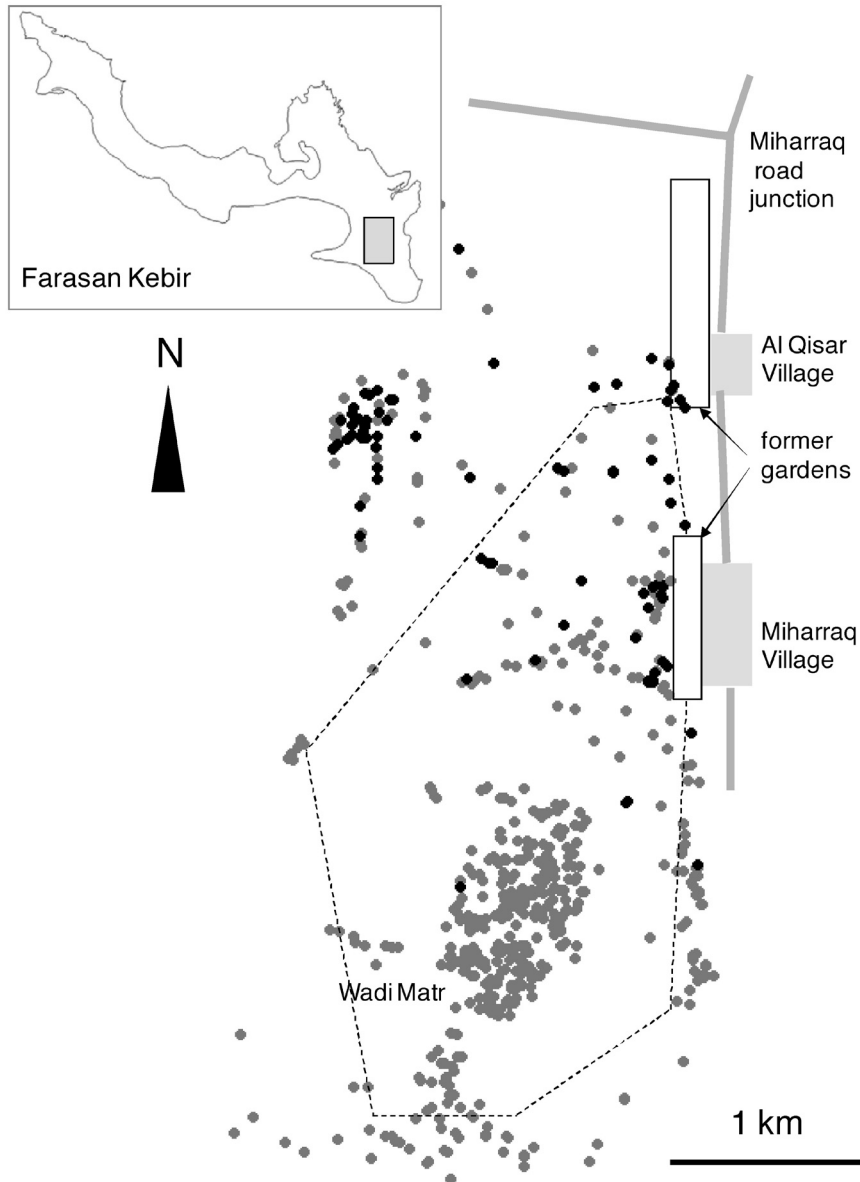 Farasan Kebir
N
Miharraq
road
junction
Al Qisar
Village
former
gardens
Miharraq
Village
Wadi Matr
1 km